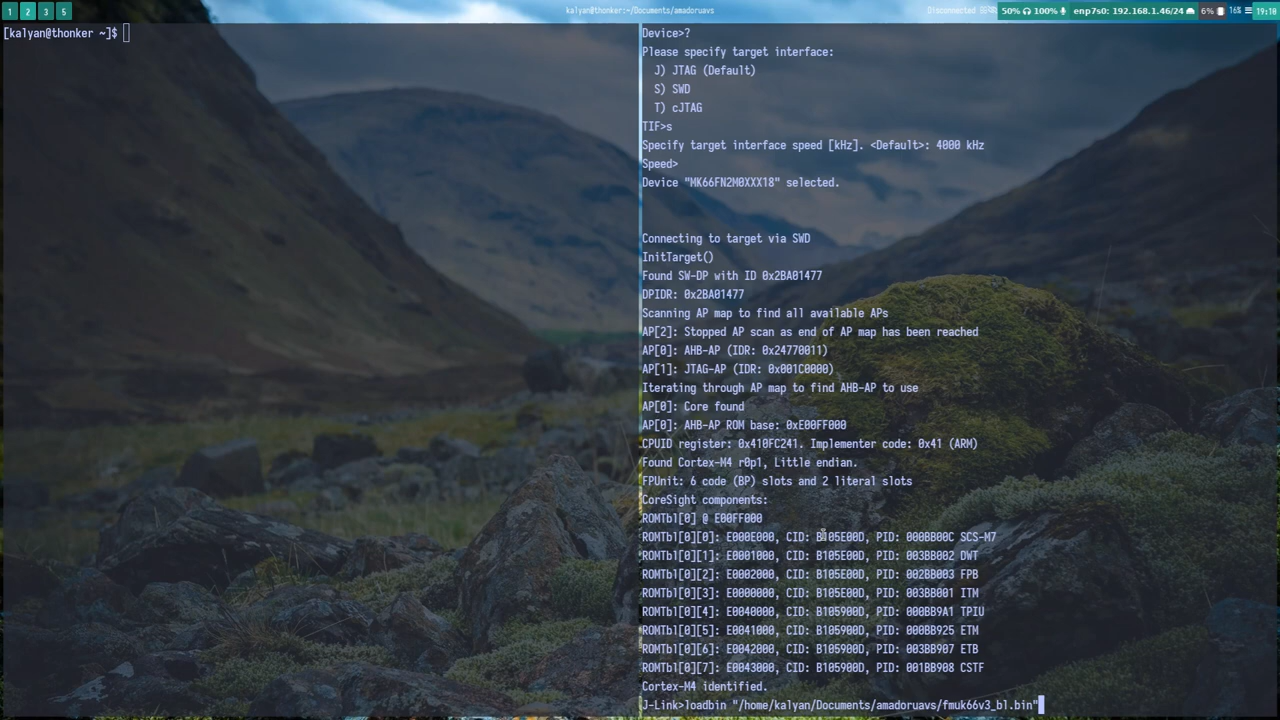 1 2 3 5
kalyan@thonker:~/Documents/amadoruavs
Disconnected
50% 100%
enp7s0: 192.168.1.46/24
6%
16%
19:10
[kalyan@thonker ~]$
Device>?
Please specify target interface:
J) JTAG (Default)
S) SWD
T) cJTAG
TIF>s
Specify target interface speed [kHz]. <Default>: 4000 kHz
Speed>
Device "MK66FN2M0XXX18" selected.
Connecting to target via SWD
InitTarget()
Found SW-DP with ID 0x2BA01477
DPIDR: 0x2BA01477
Scanning AP map to find all available APs
AP[2]: Stopped AP scan as end of AP map has been reached
AP[0]: AHB-AP (IDR: 0x24770011)
AP[1]: JTAG-AP (IDR: 0x001C0000)
Iterating through AP map to find AHB-AP to use
AP[0]: Core found
AP[0]: AHB-AP ROM base: 0xE00FF000
CPUID register: 0x410FC241. Implementer code: 0x41 (ARM)
Found Cortex-M4 r0p1, Little endian.
FPUnit: 6 code (BP) slots and 2 literal slots
CoreSight components:
ROMTbl[0] @ E00FF000
ROMTbl[0][0]: E000E000, CID: B105E00D, PID: 000BB00C SCS-M7
ROMTbl[0][1]: E0001000, CID: B105E00D, PID: 003BB002 DWT
ROMTbl[0][2]: E0002000, CID: B105E00D, PID: 002BB003 FPB
ROMTbl[0][3]: E0000000, CID: B105E00D, PID: 003BB001 ITM
ROMTbl[0][4]: E0040000, CID: B105900D, PID: 000BB9A1 TPIU
ROMTbl[0][5]: E0041000, CID: B105900D, PID: 000BB925 ETM
ROMTbl[0][6]: E0042000, CID: B105900D, PID: 003BB907 ETB
ROMTbl[0][7]: E0043000, CID: B105900D, PID: 001BB908 CSTF
Cortex-M4 identified.
J-Link>loadbin "/home/kalyan/Documents/amadoruavs/fmuk66v3_bl.bin"